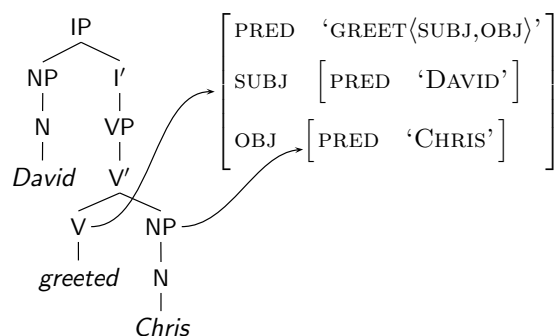 IP
NP I′
N VP
David V′
V NP
greeted N
Chris
PRED ‘GREET⟨SUBJ,OBJ⟩’
SUBJ [PRED ‘DAVID’]
OBJ [PRED ‘CHRIS’]